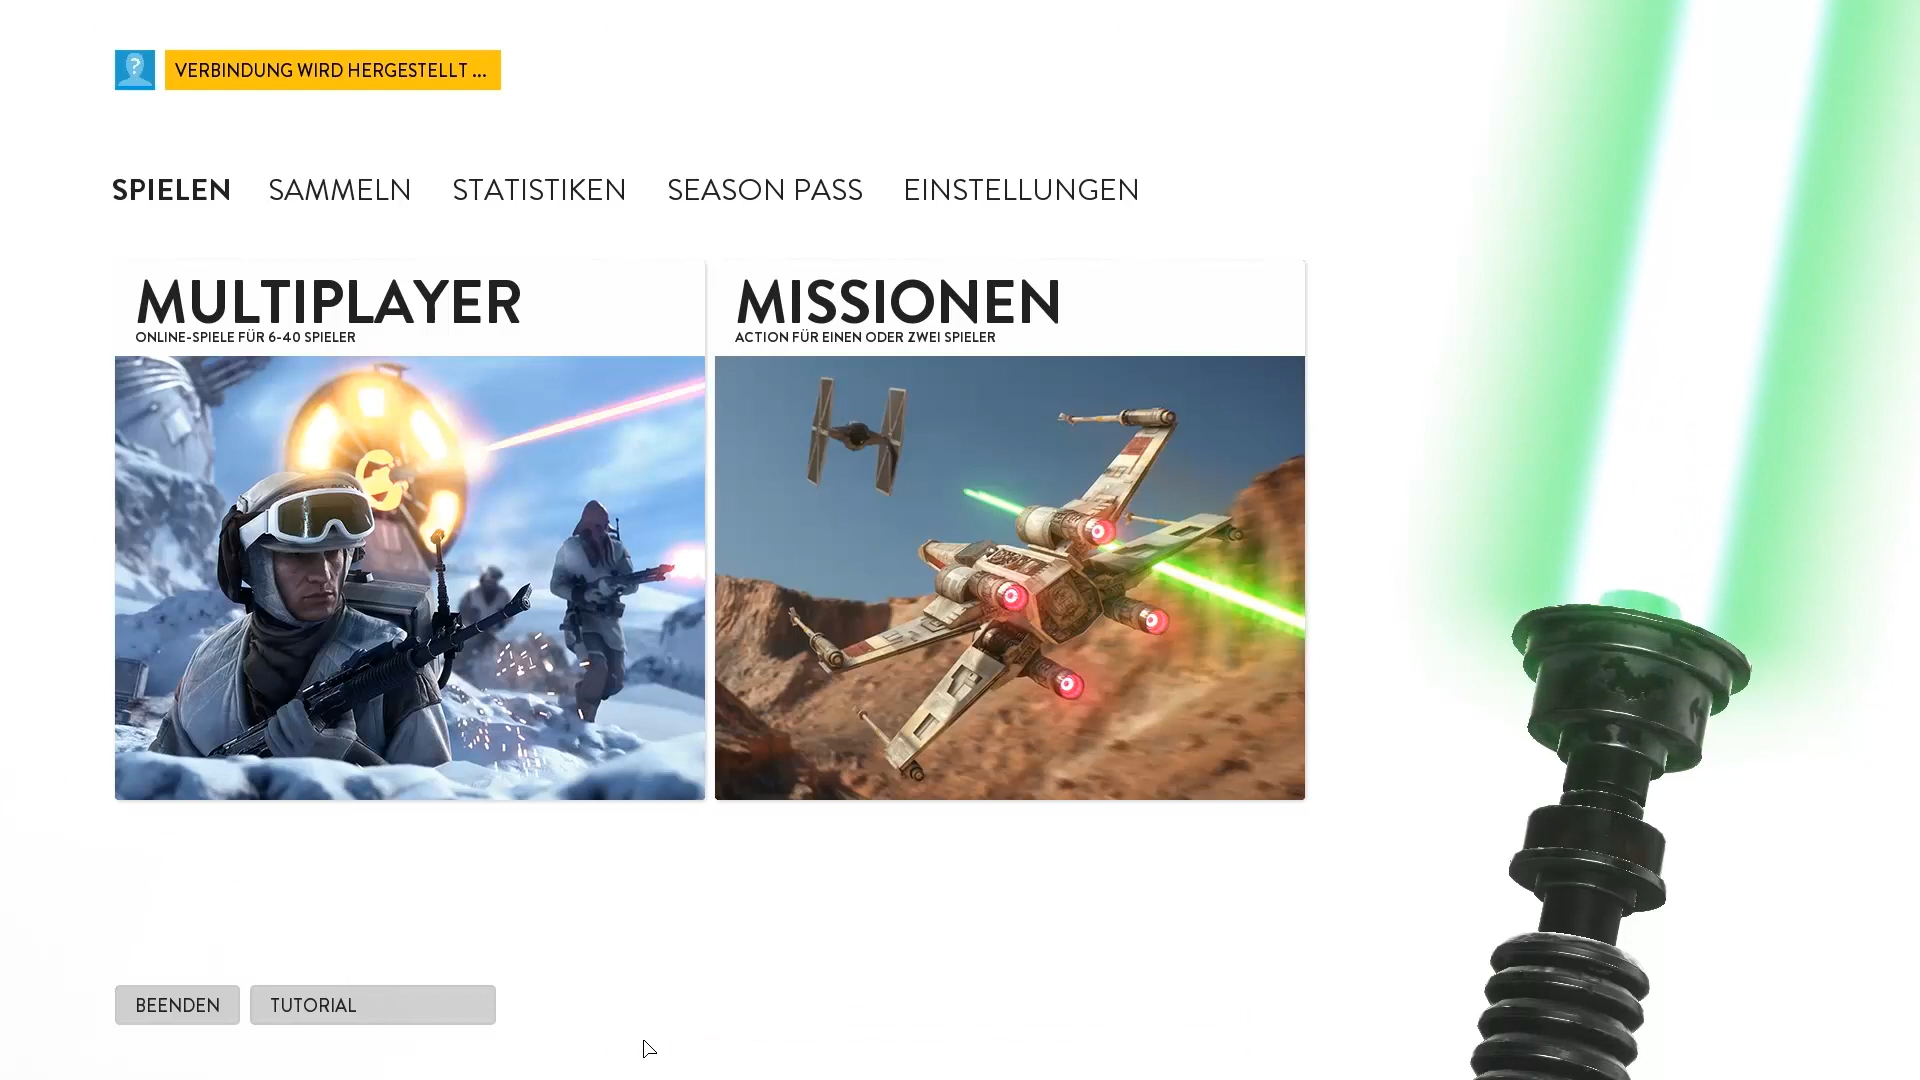 VERBINDUNG WIRD HERGESTELLT ...
SPIELEN SAMMELN STATISTIKEN SEASON PASS EINSTELLUNGEN
MULTIPLAYER
ONLINE-SPIELE FÜR 6-40 SPIELER
MISSIONEN
ACTION FÜR EINEN ODER ZWEI SPIELER
BEENDEN TUTORIAL